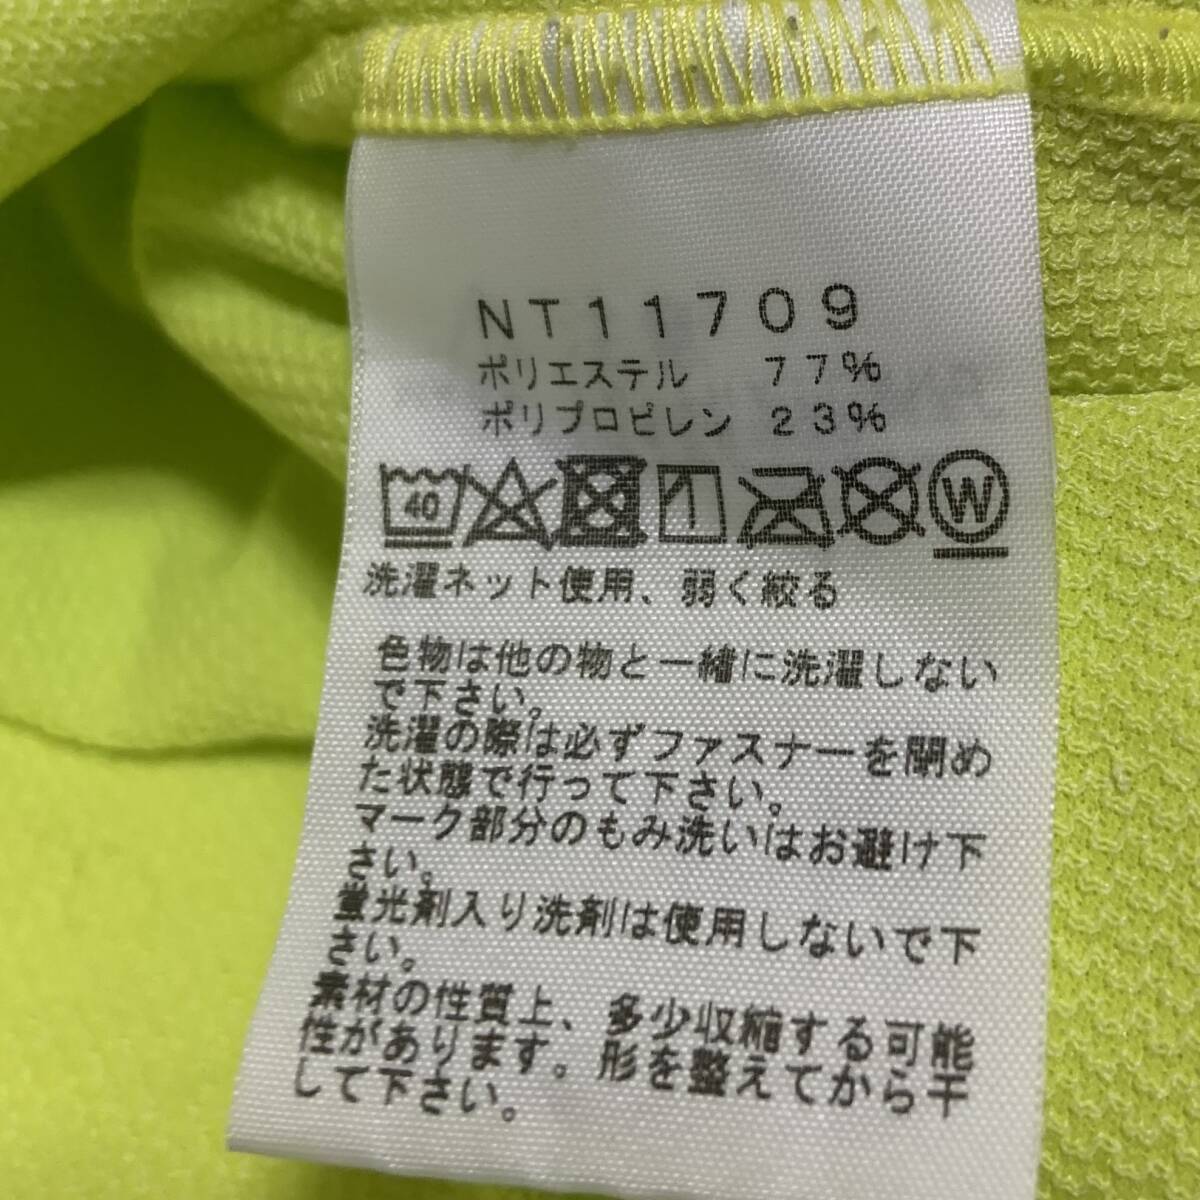 NT11709
ポリエステル 77%
ポリプロピレン 23%
40 W
洗濯ネット使用、弱く絞る
色物は他の物と一緒に洗濯しない
で下さい。
洗濯の際は必ずファスナーを閉め
た状態で行って下さい。
マーク部分のもみ洗いはお避け下
さい。
蛍光剤入り洗剤は使用しないで下
さい。
素材の性質上、多少収縮する可能
性があります。形を整えてから干
して下さい。